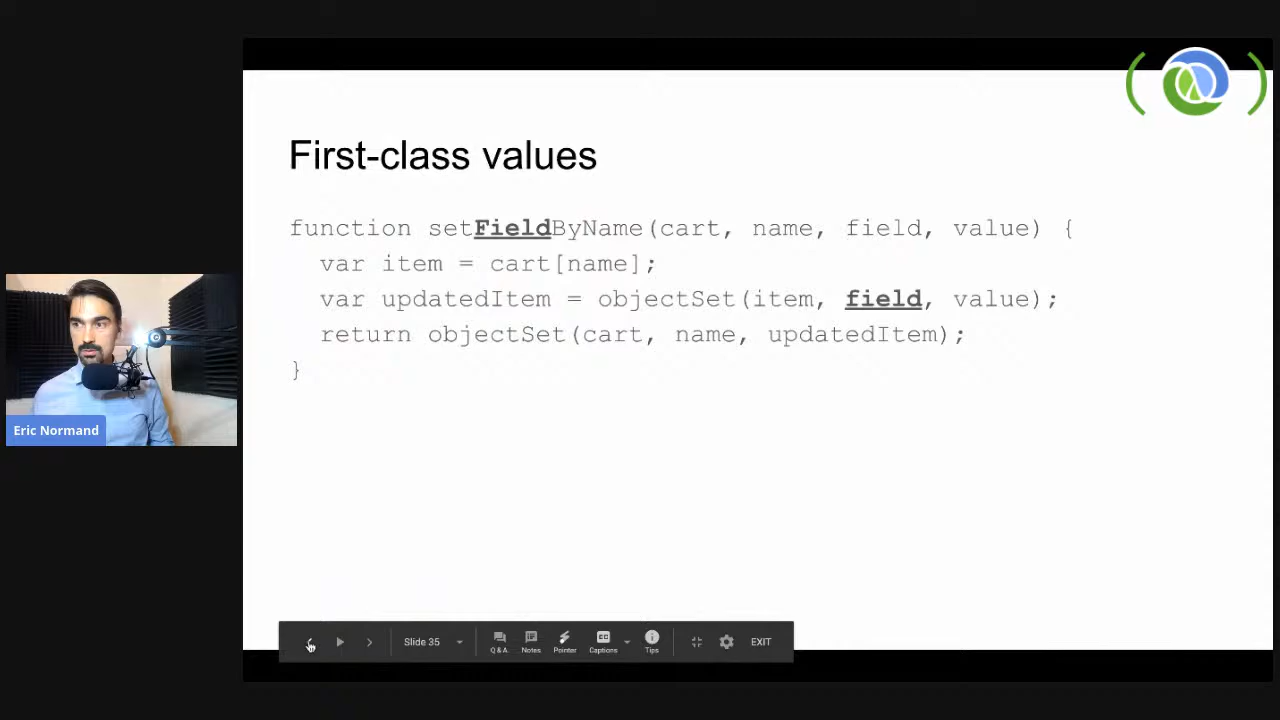 First-class values
function setFieldByName(cart, name, field, value) {
var item = cart[name];
var updatedItem = objectSet(item, field, value);
return objectSet(cart, name, updatedItem);
}
Eric Normand
Slide 35
Q & A
Notes
Pointer
CC
Captions
Tips
EXIT